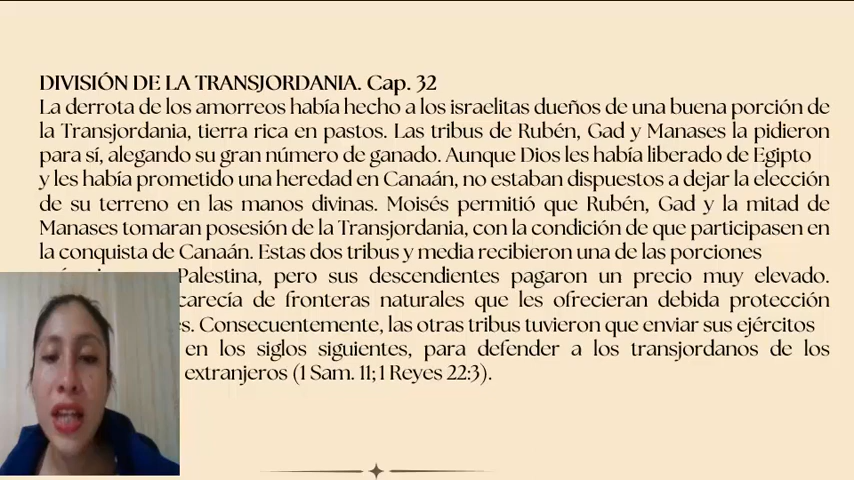 DIVISIÓN DE LA TRANSJORDANIA. Cap. 32
La derrota de los amorreos había hecho a los israelitas dueños de una buena porción de
la Transjordania, tierra rica en pastos. Las tribus de Rubén, Gad y Manases la pidieron
para sí, alegando su gran número de ganado. Aunque Dios les había liberado de Egipto
y les había prometido una heredad en Canaán, no estaban dispuestos a dejar la elección
de su terreno en las manos divinas. Moisés permitió que Rubén, Gad y la mitad de
Manases tomaran posesión de la Transjordania, con la condición de que participasen en
la conquista de Canaán. Estas dos tribus y media recibieron una de las porciones
Palestina, pero sus descendientes pagaron un precio muy elevado.
carecía de fronteras naturales que les ofrecieran debida protección
Consecuentemente, las otras tribus tuvieron que enviar sus ejércitos
en los siglos siguientes, para defender a los transjordanos de los
extranjeros (1 Sam. 11; 1 Reyes 22:3).